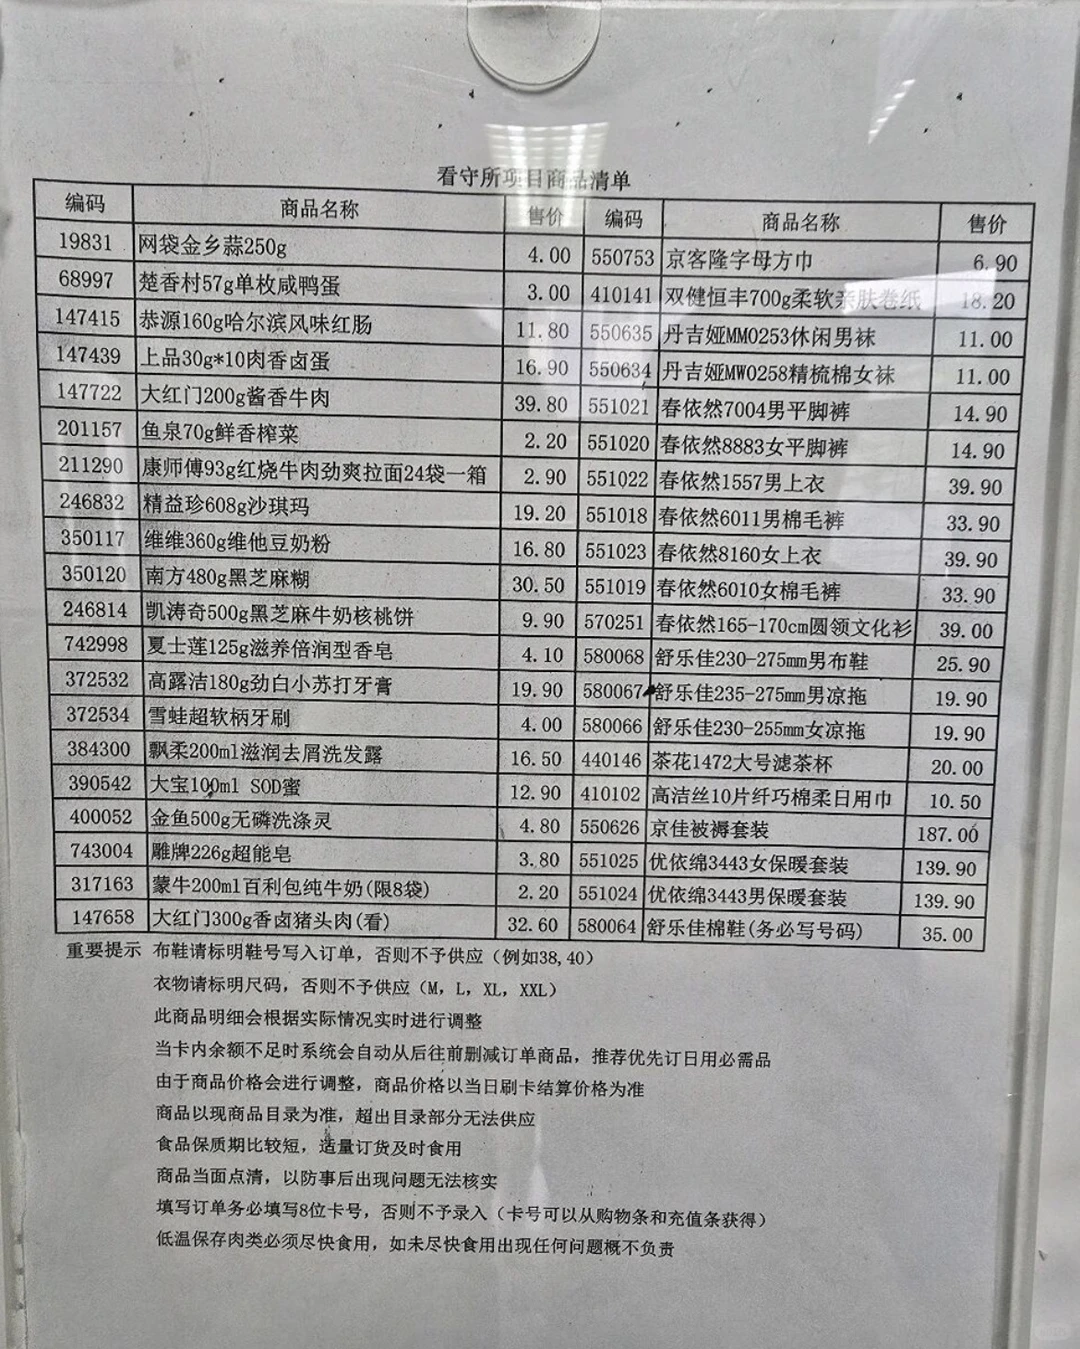 看守所项目商品清单
编码 商品名称 售价 编码 商品名称 售价
19831 网袋金乡蒜250g 4.00 550753 京客隆字母方巾 6.90
68997 楚香村57g单枚咸鸭蛋 3.00 410141 双健恒丰700g柔软亲肤卷纸 18.20
147415 恭源160g哈尔滨风味红肠 11.80 550635 丹吉娅MM0253休闲男袜 11.00
147439 上品30g*10肉香卤蛋 16.90 550634 丹吉娅MW0258精梳棉女袜 11.00
147722 大红门200g酱香牛肉 39.80 551021 春依然7004男平脚裤 14.90
201157 鱼泉70g鲜香榨菜 2.20 551020 春依然8883女平脚裤 14.90
211290 康师傅93g红烧牛肉劲爽拉面24袋一箱 2.90 551022 春依然1557男上衣 39.90
246832 精益珍608g沙琪玛 19.20 551018 春依然6011男棉毛裤 33.90
350117 维维360g维他豆奶粉 16.80 551023 春依然8160女上衣 39.90
350120 南方480g黑芝麻糊 30.50 551019 春依然6010女棉毛裤 33.90
246814 凯涛奇500g黑芝麻牛奶核桃饼 9.90 570251 春依然165-170cm圆领文化衫 39.00
742998 夏士莲125g滋养倍润型香皂 4.10 580068 舒乐佳230-275mm男布鞋 25.90
372532 高露洁180g劲白小苏打牙膏 19.90 580067 舒乐佳235-275mm男凉拖 19.90
372534 雪蛙超软柄牙刷 4.00 580066 舒乐佳230-255mm女凉拖 19.90
384300 飘柔200ml滋润去屑洗发露 16.50 440146 茶花1472大号滤茶杯 20.00
390542 大宝100ml SOD蜜 12.90 410102 高洁丝10片纤巧棉柔日用巾 10.50
400052 金鱼500g无磷洗涤灵 4.80 550626 京佳被褥套装 187.00
743004 雕牌226g超能皂 3.80 551025 优依绵3443女保暖套装 139.90
317163 蒙牛200ml百利包纯牛奶(限8袋) 2.20 551024 优依绵3443男保暖套装 139.90
147658 大红门300g香卤猪头肉(看) 32.60 580064 舒乐佳棉鞋(务必写号码) 35.00
重要提示 布鞋请标明鞋号写入订单，否则不予供应（例如38,40）
衣物请标明尺码，否则不予供应（M，L，XL，XXL）
此商品明细会根据实际情况实时进行调整
当卡内余额不足时系统会自动从后往前删减订单商品，推荐优先订日用必需品
由于商品价格会进行调整，商品价格以当日刷卡结算价格为准
商品以现商品目录为准，超出目录部分无法供应
食品保质期比较短，适量订货及时食用
商品当面点清，以防事后出现问题无法核实
填写订单务必填写8位卡号，否则不予录入（卡号可以从购物条和充值条获得）
低温保存肉类必须尽快食用，如未尽快食用出现任何问题概不负责